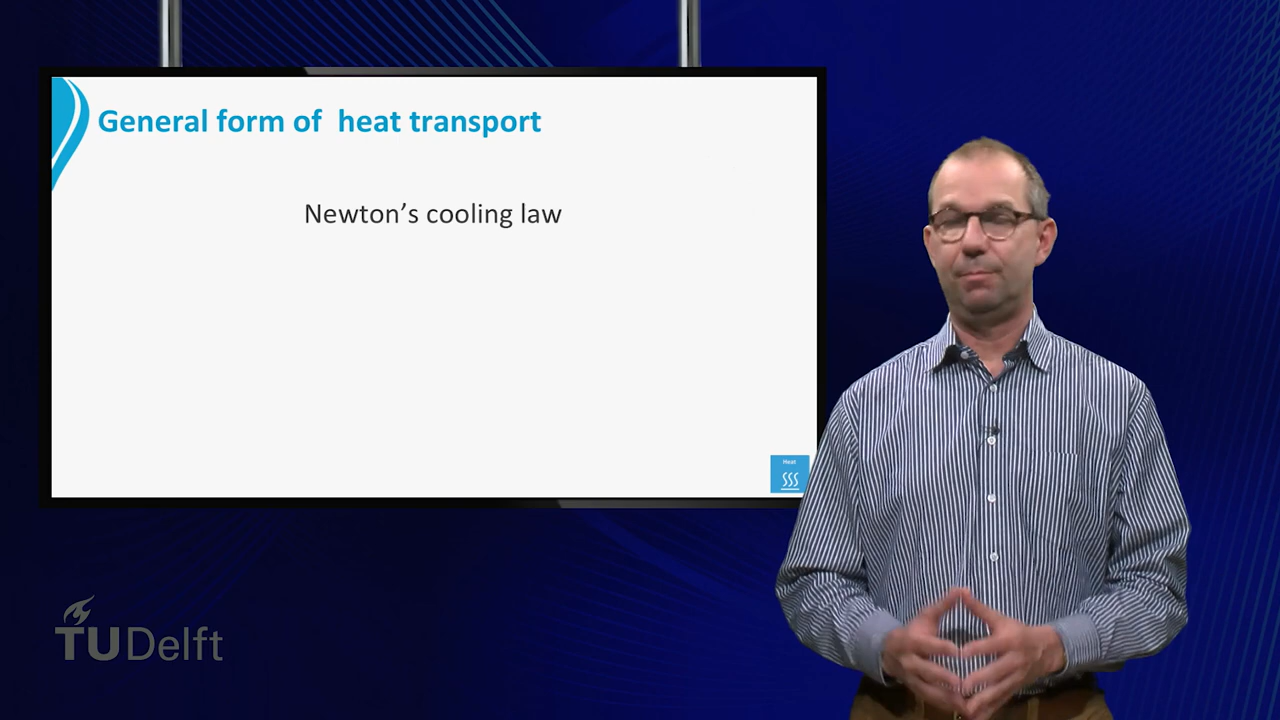 General form of heat transport
Newton's cooling law
Heat
TUDelft